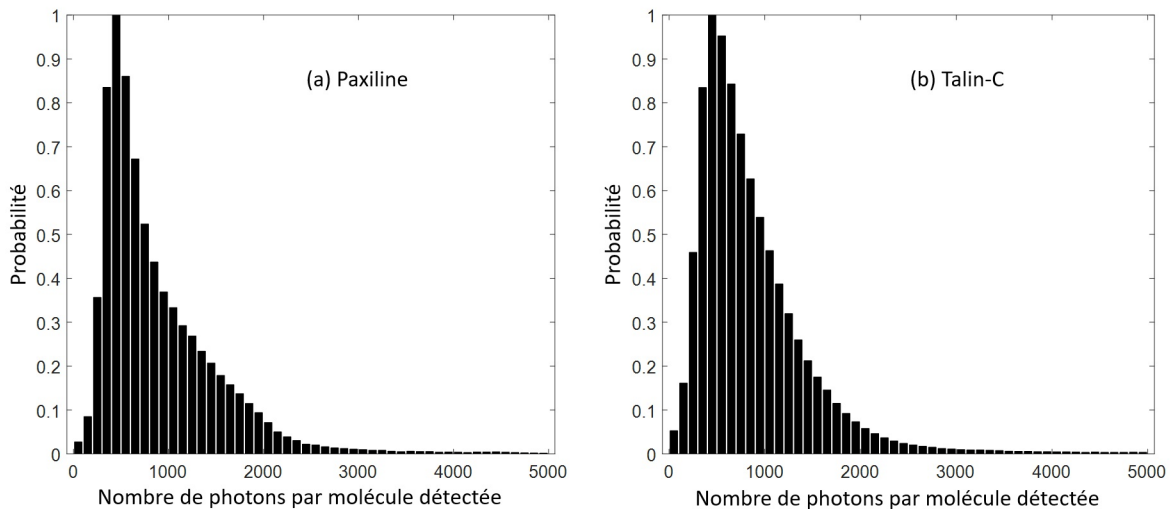 1
0.9
0.8
0.7
0.6
0.5
0.4
0.3
0.2
0.1
0
Probabilité
(a) Paxiline
0 1000 2000 3000 4000 5000
Nombre de photons par molécule détectée
1
0.9
0.8
0.7
0.6
0.5
0.4
0.3
0.2
0.1
0
Probabilité
(b) Talin-C
0 1000 2000 3000 4000 5000
Nombre de photons par molécule détectée